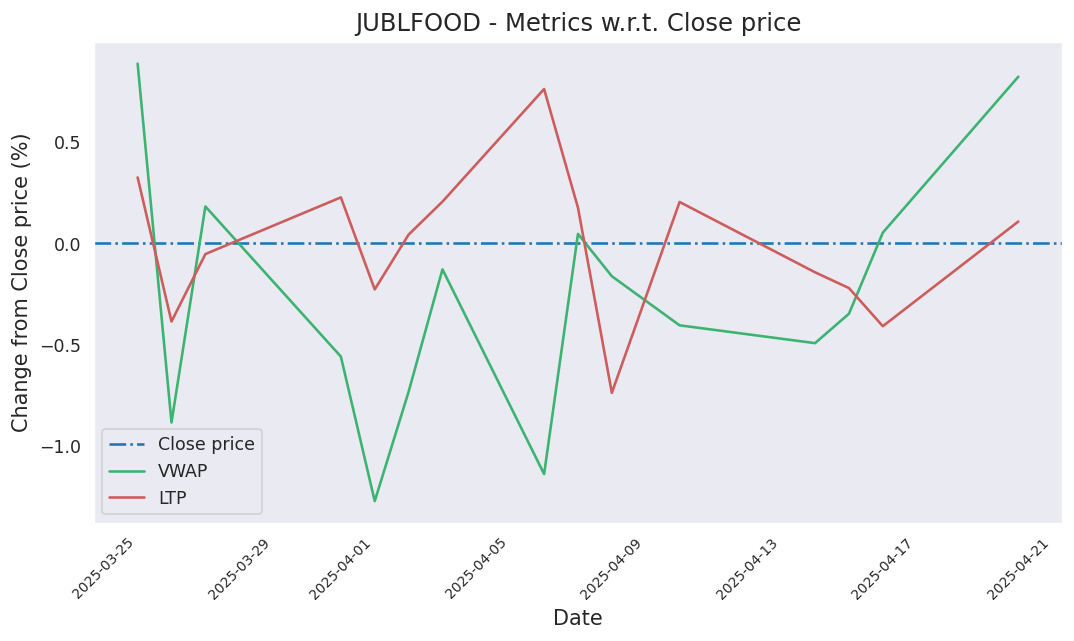 JUBLFOOD - Metrics w.r.t. Close price
Change from Close price (%)
0.5
0.0
−0.5
−1.0
Close price
VWAP
LTP
2025-03-25
2025-03-29
2025-04-01
2025-04-05
2025-04-09
2025-04-13
2025-04-17
2025-04-21
Date